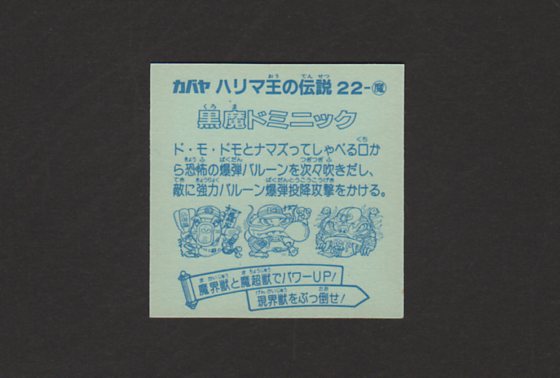 カバヤ ハリマ王の伝説 22-魔
黒魔ドミニック
ド・モ・ドモとナマズってしゃべる口か
ら恐怖の爆弾バルーンを次々吹きだし、
敵に強力バルーン爆弾投降攻撃をかける。
魔界獣と魔超獣でパワーUP!
現界獣をぶっ倒せ!